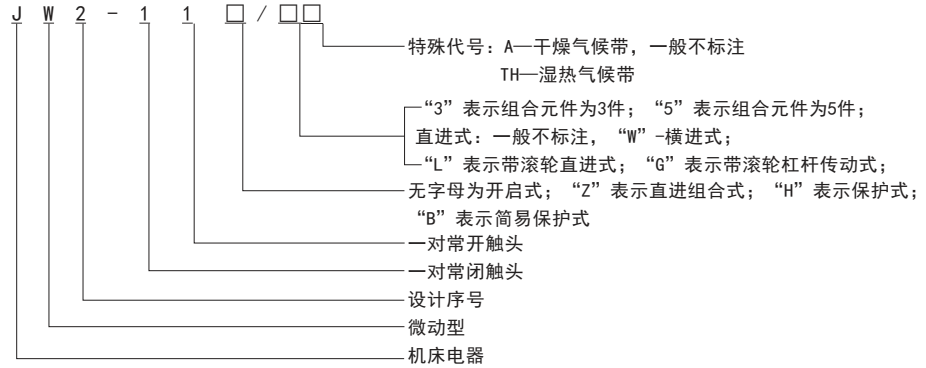 J W 2 - 1 1 □ / □□
特殊代号: A—干燥气候带, 一般不标注
TH—湿热气候带
“3”表示组合元件为3件; “5”表示组合元件为5件;
直进式: 一般不标注, “W”-横进式;
“L”表示带滚轮直进式; “G”表示带滚轮杠杆传动式;
无字母为开启式; “Z”表示直进组合式; “H”表示保护式;
“B”表示简易保护式
一对常开触头
一对常闭触头
设计序号
微动型
机床电器